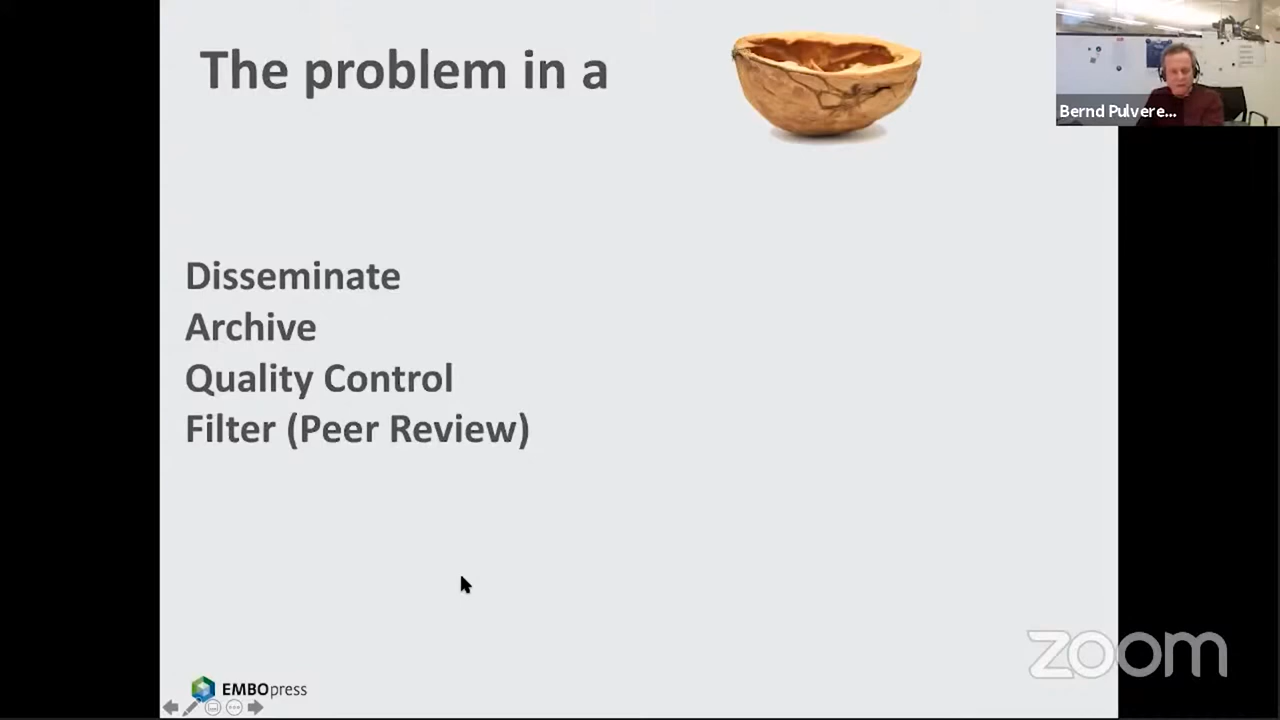 The problem in a
Bernd Pulvere...
Disseminate
Archive
Quality Control
Filter (Peer Review)
zoom
EMBOpress